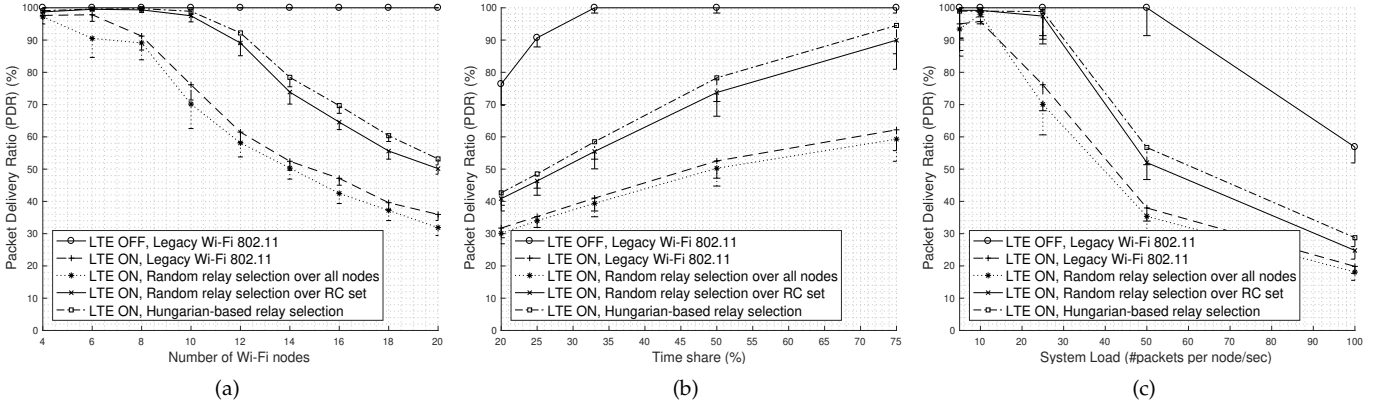 100
90
80
70
60
50
40
30
20
10
0
Packet Delivery Ratio (PDR) (%)
LTE OFF, Legacy Wi-Fi 802.11
LTE ON, Legacy Wi-Fi 802.11
LTE ON, Random relay selection over all nodes
LTE ON, Random relay selection over RC set
LTE ON, Hungarian-based relay selection
4 6 8 10 12 14 16 18 20
Number of Wi-Fi nodes
(a)
100
90
80
70
60
50
40
30
20
10
0
Packet Delivery Ratio (PDR) (%)
LTE OFF, Legacy Wi-Fi 802.11
LTE ON, Legacy Wi-Fi 802.11
LTE ON, Random relay selection over all nodes
LTE ON, Random relay selection over RC set
LTE ON, Hungarian-based relay selection
20 25 30 35 40 45 50 55 60 65 70 75
Time share (%)
(b)
100
90
80
70
60
50
40
30
20
10
0
Packet Delivery Ratio (PDR) (%)
LTE OFF, Legacy Wi-Fi 802.11
LTE ON, Legacy Wi-Fi 802.11
LTE ON, Random relay selection over all nodes
LTE ON, Random relay selection over RC set
LTE ON, Hungarian-based relay selection
10 20 30 40 50 60 70 80 90 100
System Load (#packets per node/sec)
(c)